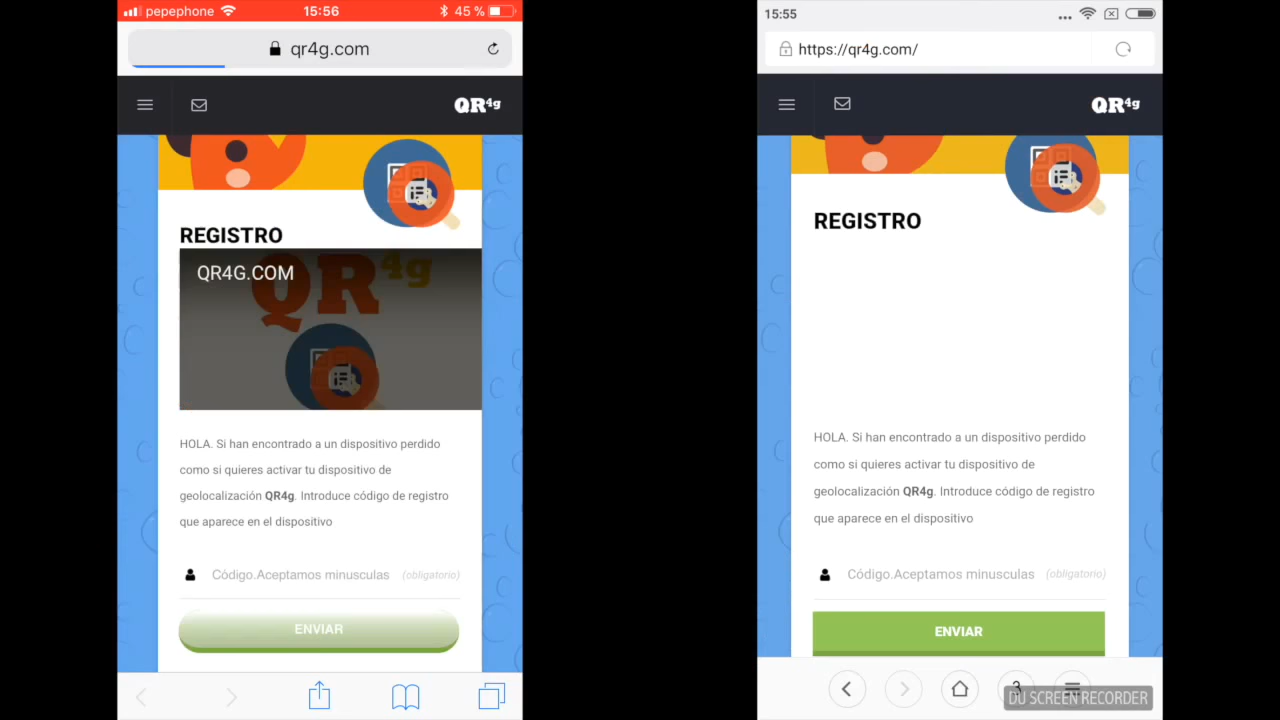 pepephone 15:56 45 %
qr4g.com
QR4g
REGISTRO
QR4G.COM
QR4g
HOLA. Si han encontrado a un dispositivo perdido
como si quieres activar tu dispositivo de
geolocalización QR4g. Introduce código de registro
que aparece en el dispositivo
Código.Aceptamos minusculas (obligatorio)
ENVIAR
15:55
https://qr4g.com/
QR4g
REGISTRO
HOLA. Si han encontrado a un dispositivo perdido
como si quieres activar tu dispositivo de
geolocalización QR4g. Introduce código de registro
que aparece en el dispositivo
Código.Aceptamos minusculas (obligatorio)
ENVIAR
DU SCREEN RECORDER